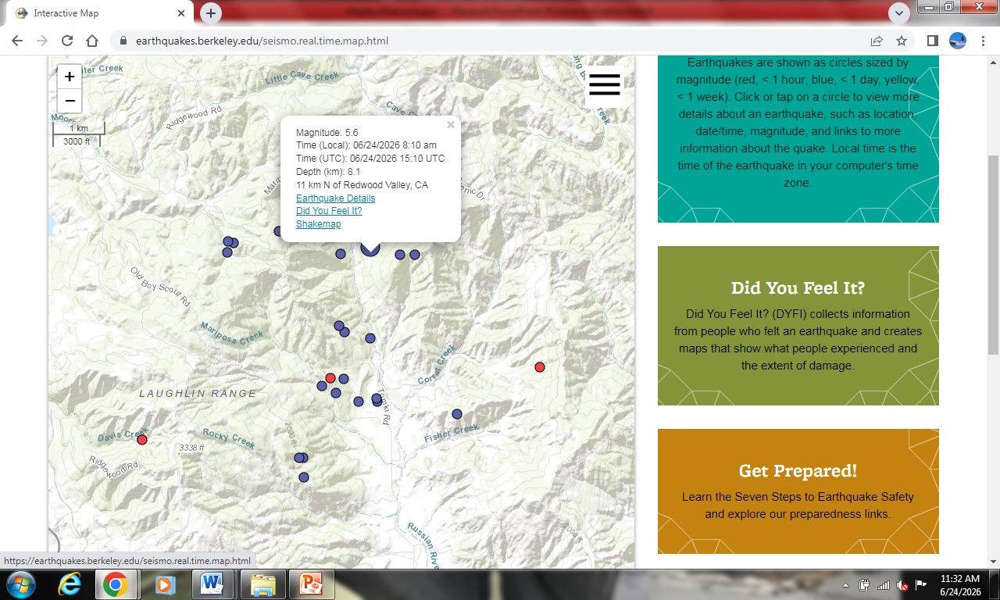 Interactive Map
earthquakes.berkeley.edu/seismo.real.time.map.html
+
−
1 km
3000 ft
Little Cave Creek
Ridgewood Rd
Magnitude: 5.6
Time (Local): 06/24/2026 8:10 am
Time (UTC): 06/24/2026 15:10 UTC
Depth (km): 8.1
11 km N of Redwood Valley, CA
Earthquake Details
Did You Feel It?
Shakemap
Old Boy Scout Rd
Mariposa Creek
Corral Creek
LAUGHLIN RANGE
Tomki Rd
Davis Creek
Rocky Creek
Fisher Creek
2000 ft
3338 ft
Ridgewood Rd
Russian
Earthquakes are shown as circles sized by
magnitude (red, < 1 hour; blue, < 1 day, yellow,
< 1 week). Click or tap on a circle to view more
details about an earthquake, such as location,
date/time, magnitude, and links to more
information about the quake. Local time is the
time of the earthquake in your computer's time
zone.
Did You Feel It?
Did You Feel It? (DYFI) collects information
from people who felt an earthquake and creates
maps that show what people experienced and
the extent of damage.
Get Prepared!
Learn the Seven Steps to Earthquake Safety
and explore our preparedness links.
https://earthquakes.berkeley.edu/seismo.real.time.map.html
11:32 AM
6/24/2026